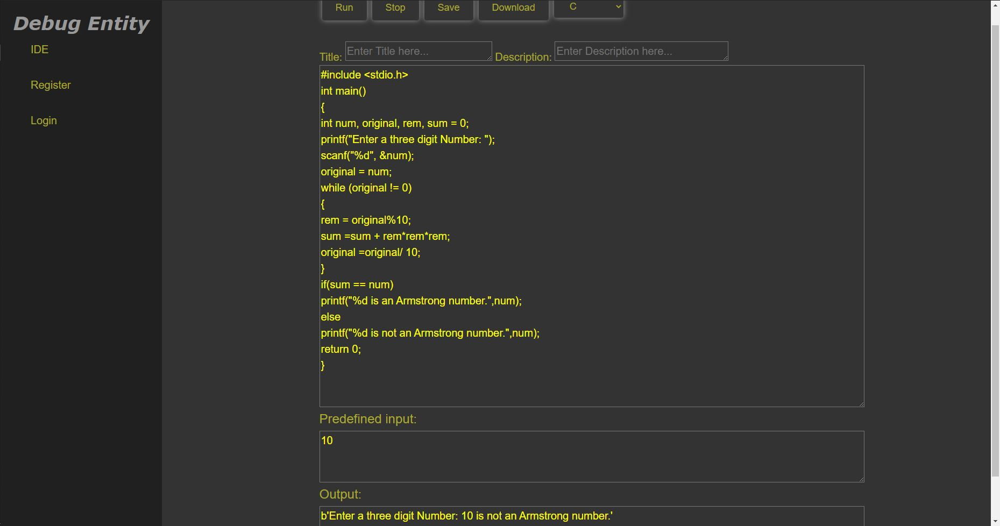 Debug Entity
IDE
Register
Login
Run Stop Save Download C
Title: Enter Title here... Description: Enter Description here...
#include <stdio.h>
int main()
{
int num, original, rem, sum = 0;
printf("Enter a three digit Number: ");
scanf("%d", &num);
original = num;
while (original != 0)
{
rem = original%10;
sum =sum + rem*rem*rem;
original =original/ 10;
}
if(sum == num)
printf("%d is an Armstrong number.",num);
else
printf("%d is not an Armstrong number.",num);
return 0;
}
Predefined input:
10
Output:
b'Enter a three digit Number: 10 is not an Armstrong number.'